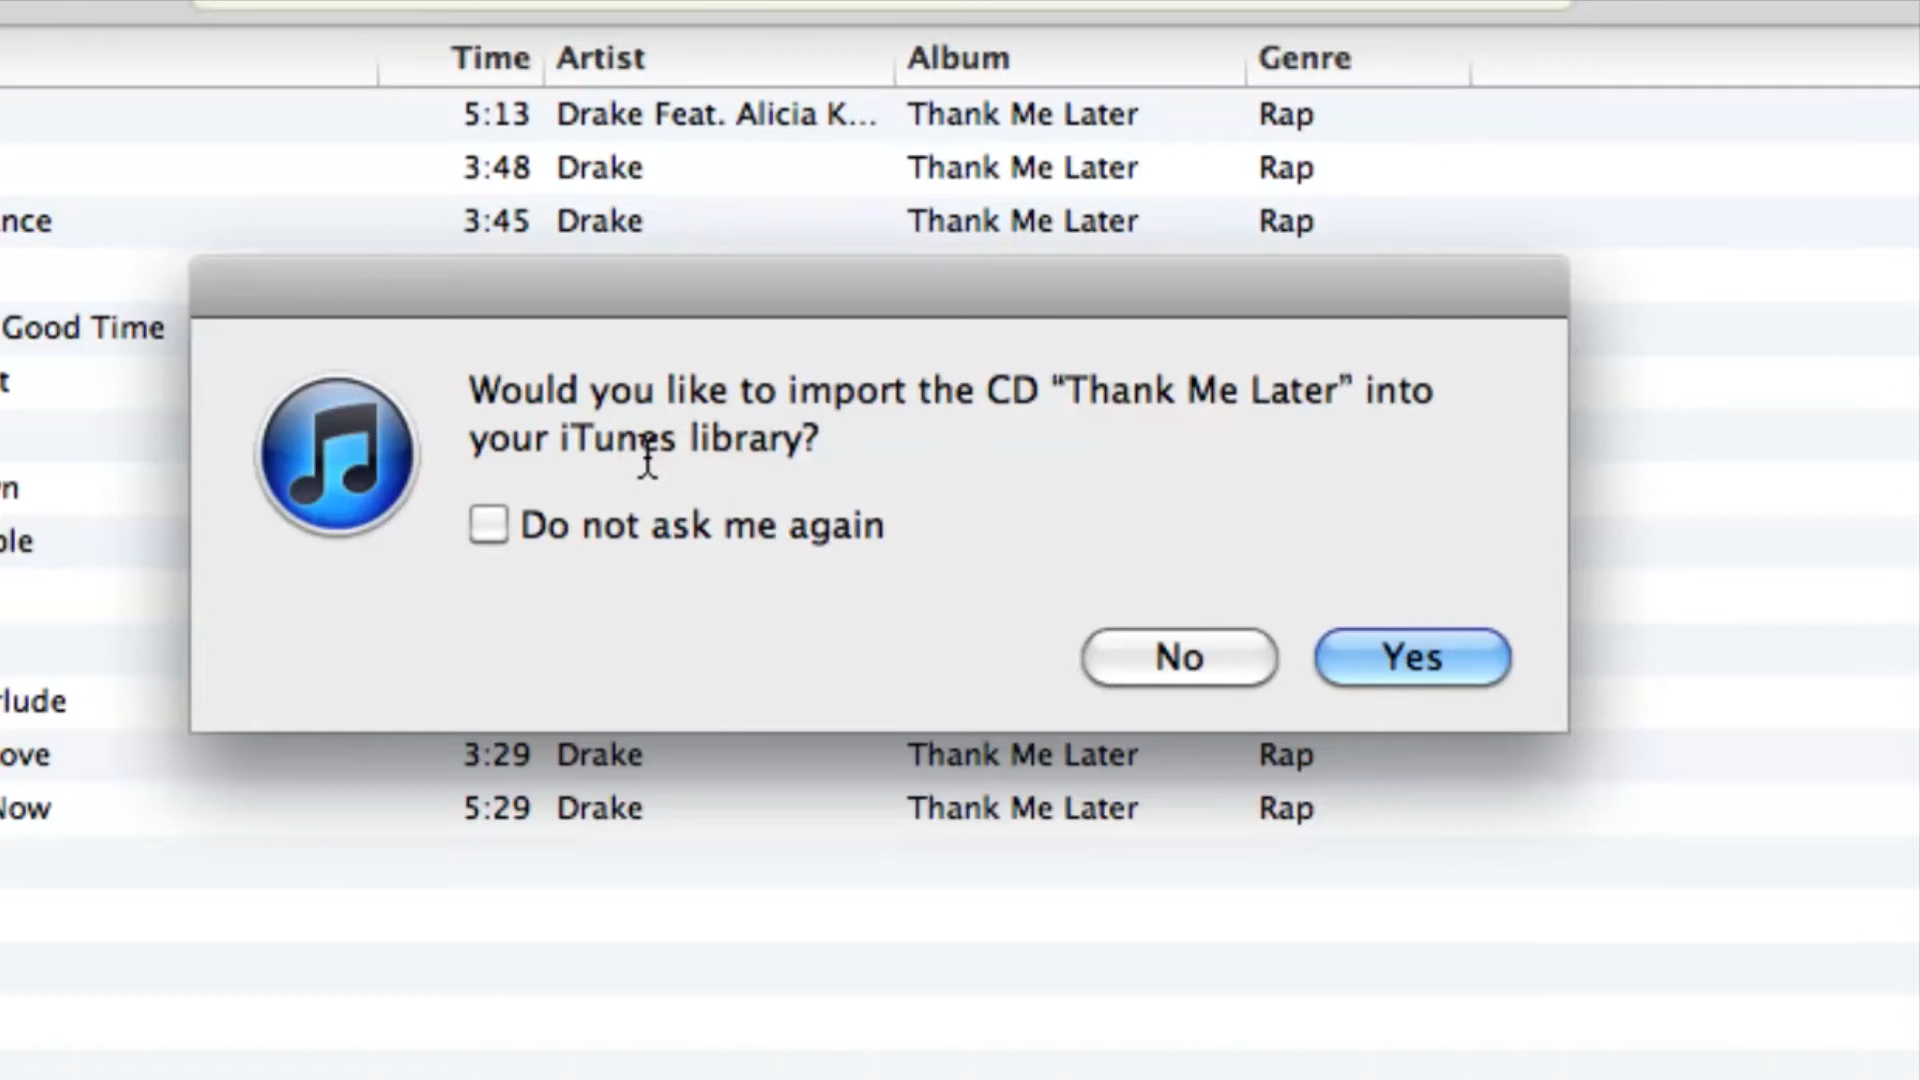 Time Artist Album Genre
5:13 Drake Feat. Alicia K... Thank Me Later Rap
3:48 Drake Thank Me Later Rap
nce 3:45 Drake Thank Me Later Rap
Good Time
t
Would you like to import the CD “Thank Me Later” into
your iTunes library?
n
Do not ask me again
ble
No Yes
rlude
ove 3:29 Drake Thank Me Later Rap
Now 5:29 Drake Thank Me Later Rap